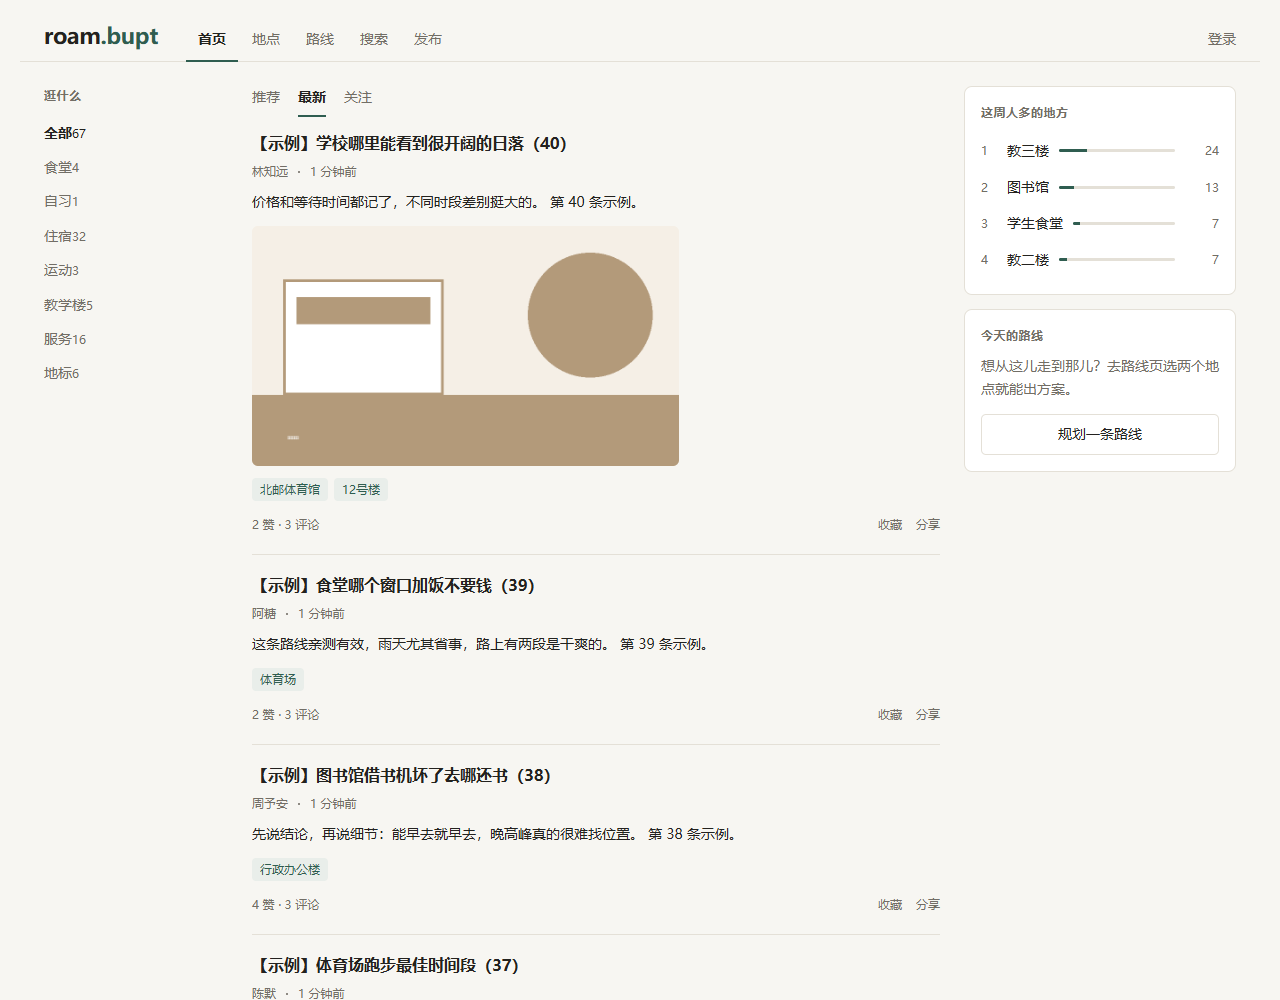 roam.bupt 首页 地点 路线 搜索 发布 登录
逛什么
全部67
食堂4
自习1
住宿32
运动3
教学楼5
服务16
地标6
推荐 最新 关注
【示例】学校哪里能看到很开阔的日落（40）
林知远 · 1 分钟前
价格和等待时间都记了，不同时段差别挺大的。 第 40 条示例。
北邮体育馆 12号楼
2 赞 · 3 评论 收藏 分享
【示例】食堂哪个窗口加饭不要钱（39）
阿糖 · 1 分钟前
这条路线亲测有效，雨天尤其省事，路上有两段是干爽的。 第 39 条示例。
体育场
2 赞 · 3 评论 收藏 分享
【示例】图书馆借书机坏了去哪还书（38）
周予安 · 1 分钟前
先说结论，再说细节：能早去就早去，晚高峰真的很难找位置。 第 38 条示例。
行政办公楼
4 赞 · 3 评论 收藏 分享
【示例】体育场跑步最佳时间段（37）
陈默 · 1 分钟前
这周人多的地方
1 教三楼 24
2 图书馆 13
3 学生食堂 7
4 教二楼 7
今天的路线
想从这儿走到那儿？去路线页选两个地
点就能出方案。
规划一条路线